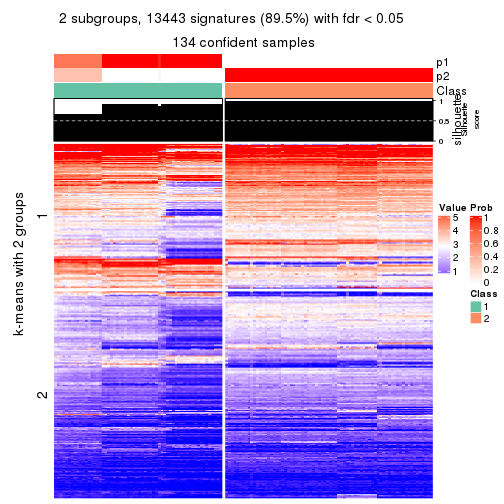 2 subgroups, 13443 signatures (89.5%) with fdr < 0.05
134 confident samples
p1
p2
Class
silhouette
Silhouette
score
1
0.5
0
k-means with 2 groups
1
2
Value
5
4
3
2
1
Prob
1
0.8
0.6
0.4
0.2
0
Class
1
2